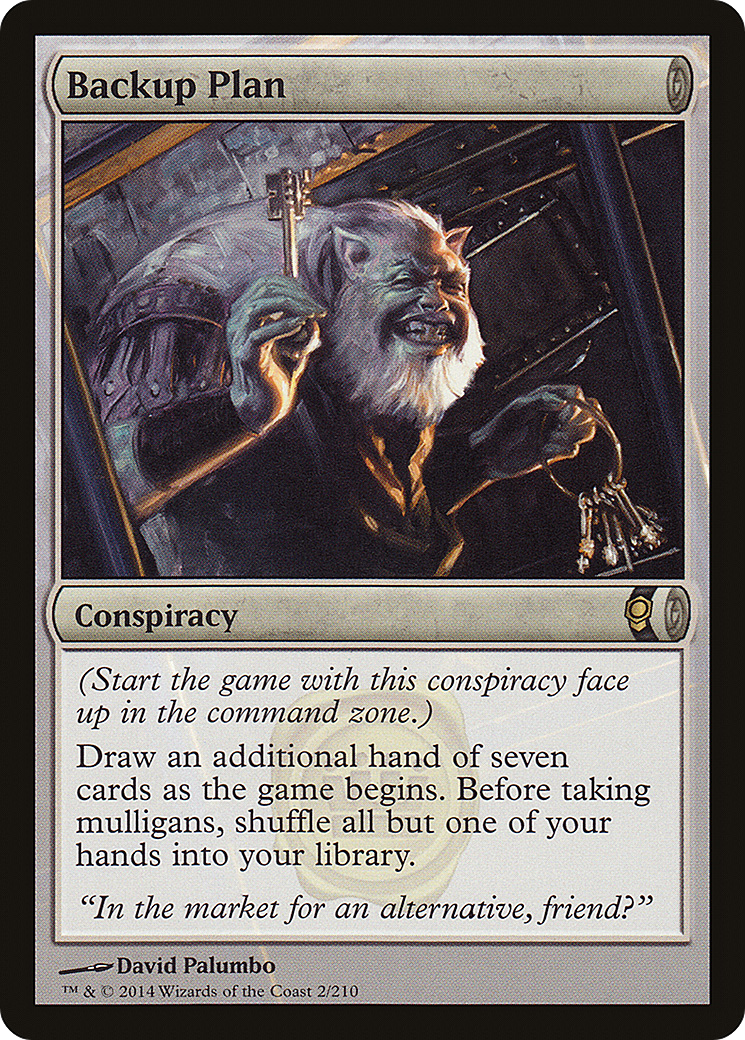 Backup Plan
Conspiracy
(Start the game with this conspiracy face
up in the command zone.)
Draw an additional hand of seven
cards as the game begins. Before taking
mulligans, shuffle all but one of your
hands into your library.
“In the market for an alternative, friend?”
David Palumbo
™ & © 2014 Wizards of the Coast 2/210